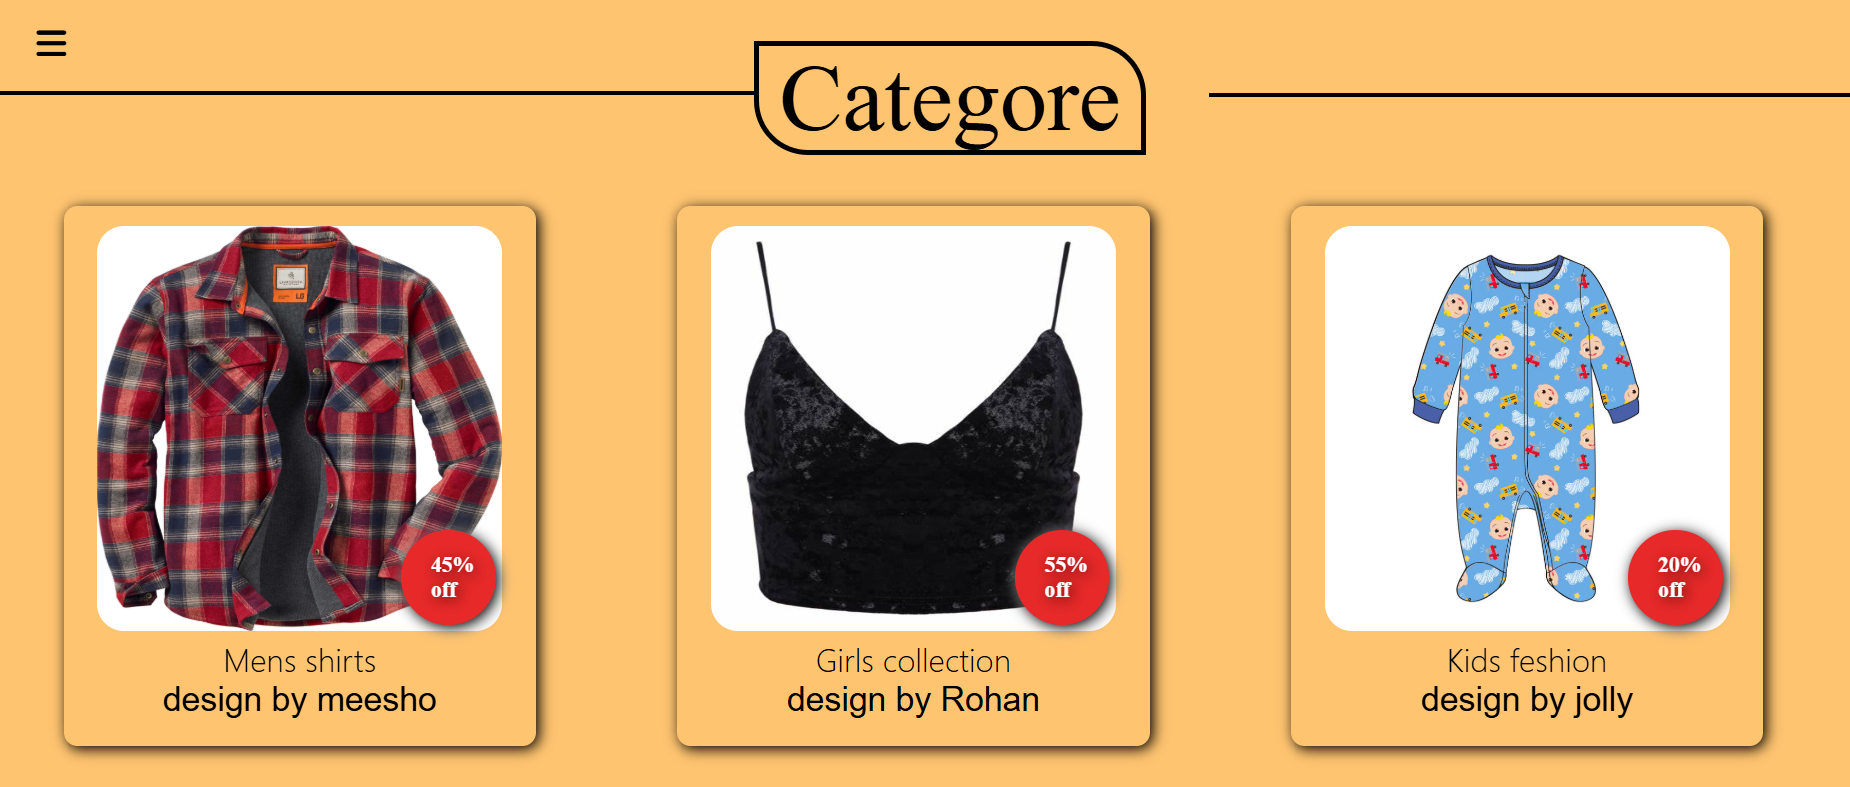 Categore
45%
off
55%
off
20%
off
LG
Mens shirts
design by meesho
Girls collection
design by Rohan
Kids feshion
design by jolly